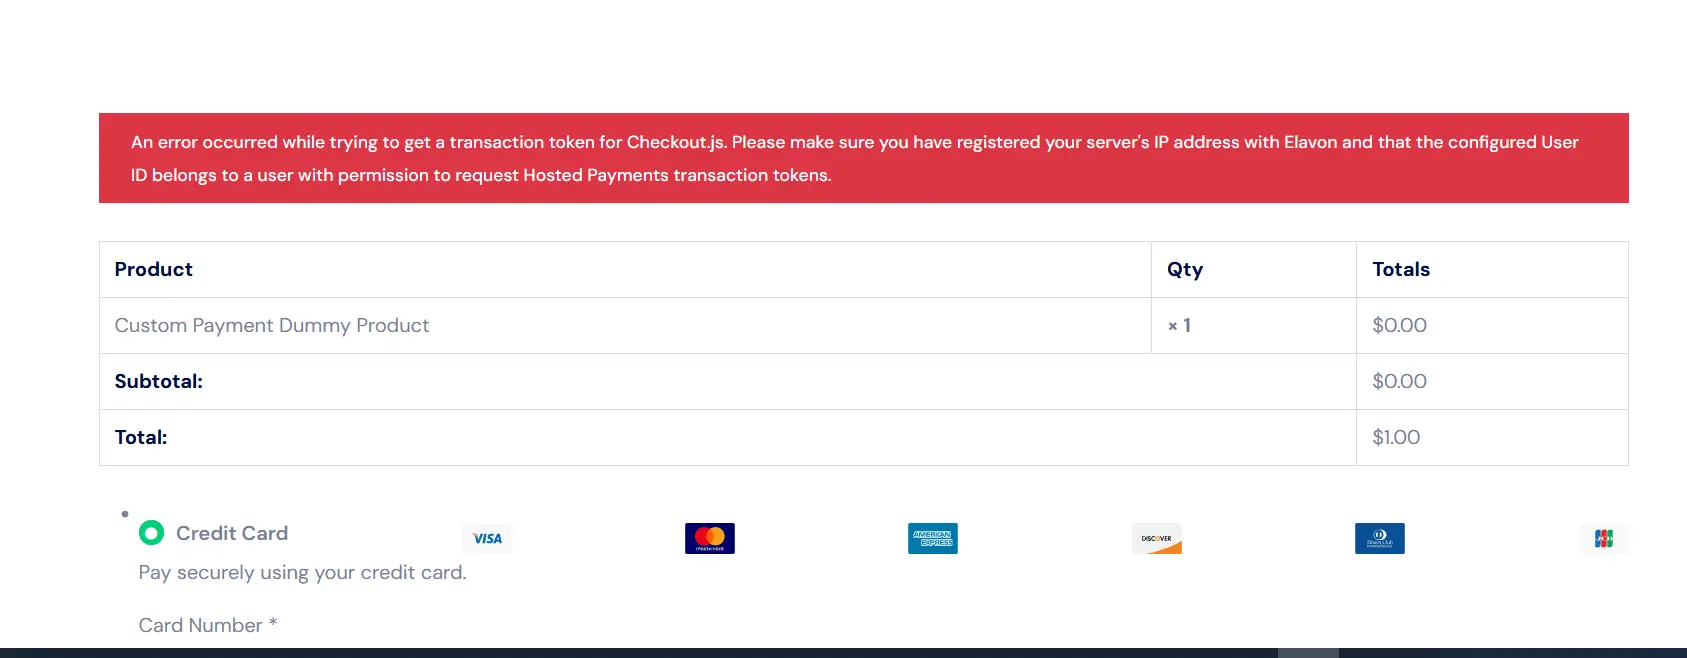 An error occurred while trying to get a transaction token for Checkout.js. Please make sure you have registered your server's IP address with Elavon and that the configured User
ID belongs to a user with permission to request Hosted Payments transaction tokens.
Product Qty Totals
Custom Payment Dummy Product × 1 $0.00
Subtotal: $0.00
Total: $1.00
Credit Card VISA mastercard AMERICAN EXPRESS DISCOVER Diners Club INTERNATIONAL JCB
Pay securely using your credit card.
Card Number *